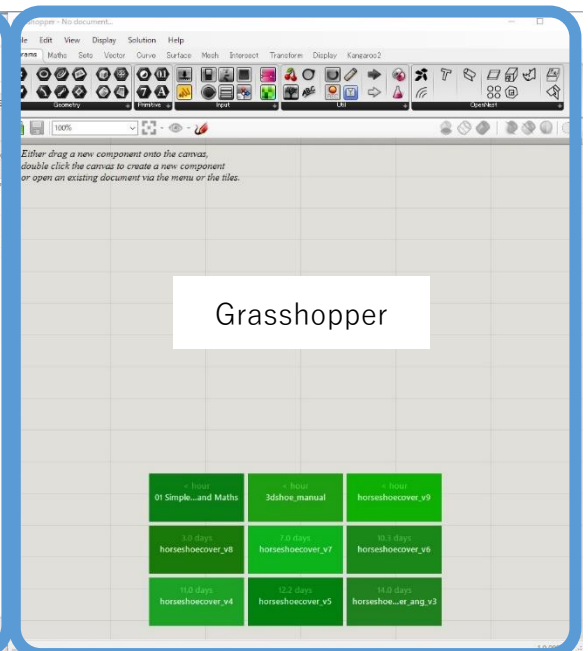 shopper - No document...
le Edit View Display Solution Help
rams Maths Sets Vector Curve Surface Mesh Intersect Transform Display Kangaroo2
Geometry Primitive Input Util OpenNest
100%
Either drag a new component onto the canvas,
double click the canvas to create a new component
or open an existing document via the menu or the tiles.
Grasshopper
< hour < hour < hour
01 Simple...and Maths 3dshoe_manual horseshoecover_v9
3.0 days 7.0 days 10.3 days
horseshoecover_v8 horseshoecover_v7 horseshoecover_v6
11.0 days 12.2 days 14.0 days
horseshoecover_v4 horseshoecover_v5 horseshoe...er_ang_v3